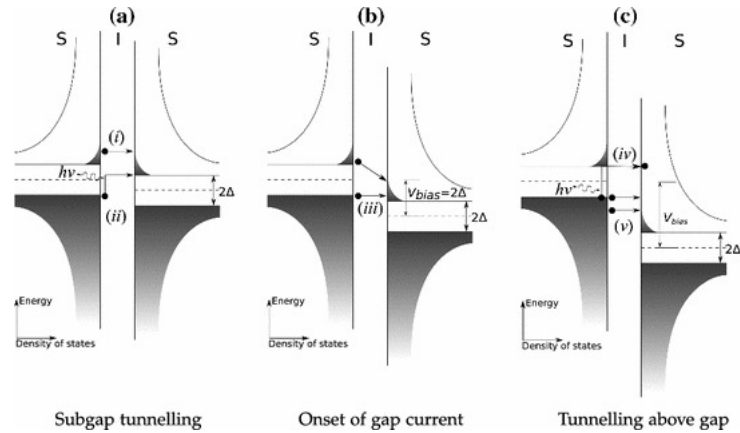 (a)
S I S
(i)
hν
(ii)
2Δ
Energy
Density of states
Subgap tunnelling
(b)
S I S
V_bias=2Δ
(iii)
2Δ
Energy
Density of states
Onset of gap current
(c)
S I S
(iv)
hν
(v)
V_bias
2Δ
Energy
Density of states
Tunnelling above gap